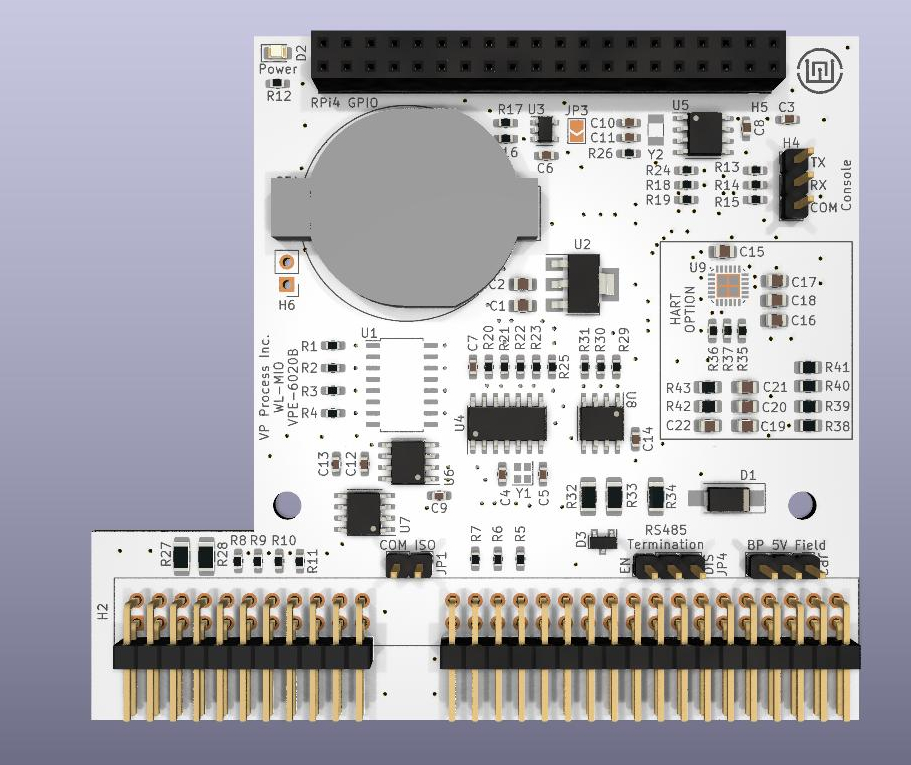 D2
Power
R12
RPi4 GPIO
R17 U3
JP3
C10
C11
R26
C6
Y2
U5
H5 C3
C8
H4
TX
RX
COM
Console
R24
R18
R19
R13
R14
R15
H6
U2
C2
C1
U9
C15
C17
C18
C16
HART
OPTION
R36
R37
R35
VP Process Inc.
WL-MIO
VPE-6020B
U1
R1
R2
R3
R4
C7
R20
R21
R22
R23
R25
R31
R30
R29
R43
R42
C22
C21
C20
C19
R41
R40
R39
R38
U4
U8
C14
C13
C12
U6
C9
U7
C4
Y1
C5
R32
R33
R34
D1
R27
R28
R8
R9
R10
R11
COM ISO
JP1
R7
R6
R5
D3
RS485
Termination
EN
DIS
JP4
BP 5V Field
H2